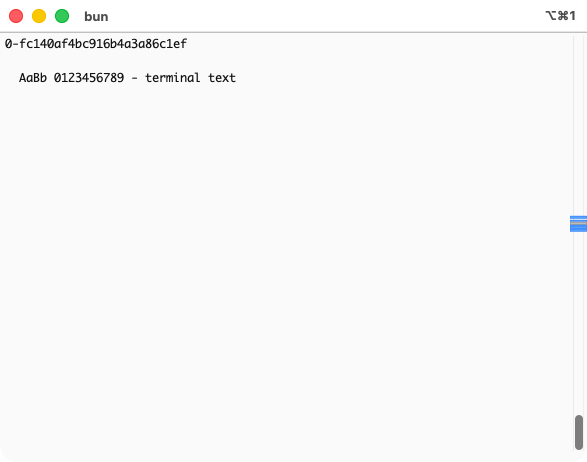 bun
⌥⌘1
0-fc140af4bc916b4a3a86c1ef
AaBb 0123456789 - terminal text